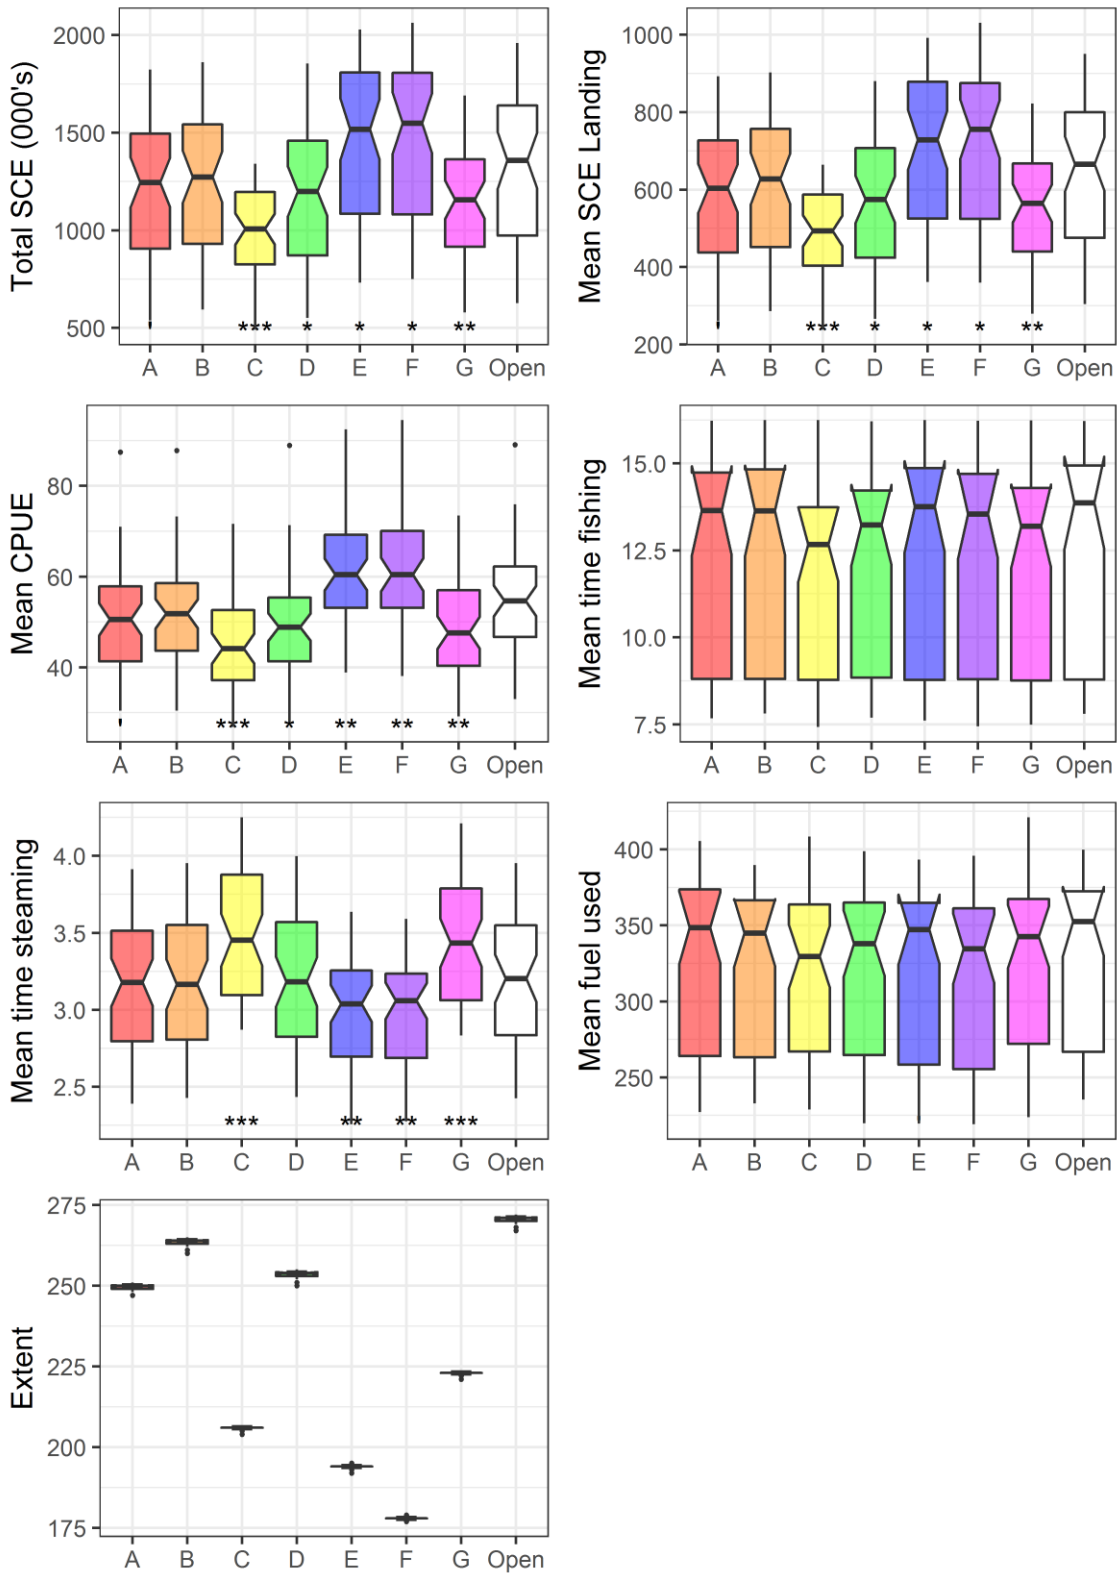 Total SCE (000's)
2000
1500
1000
500
' *** * * * **
A B C D E F G Open
Mean SCE Landing
1000
800
600
400
200
' *** * * * **
A B C D E F G Open
Mean CPUE
80
60
40
' *** * ** ** **
A B C D E F G Open
Mean time fishing
15.0
12.5
10.0
7.5
A B C D E F G Open
Mean time steaming
4.0
3.5
3.0
2.5
*** ** ** ***
A B C D E F G Open
Mean fuel used
400
350
300
250
A B C D E F G Open
Extent
275
250
225
200
175
A B C D E F G Open